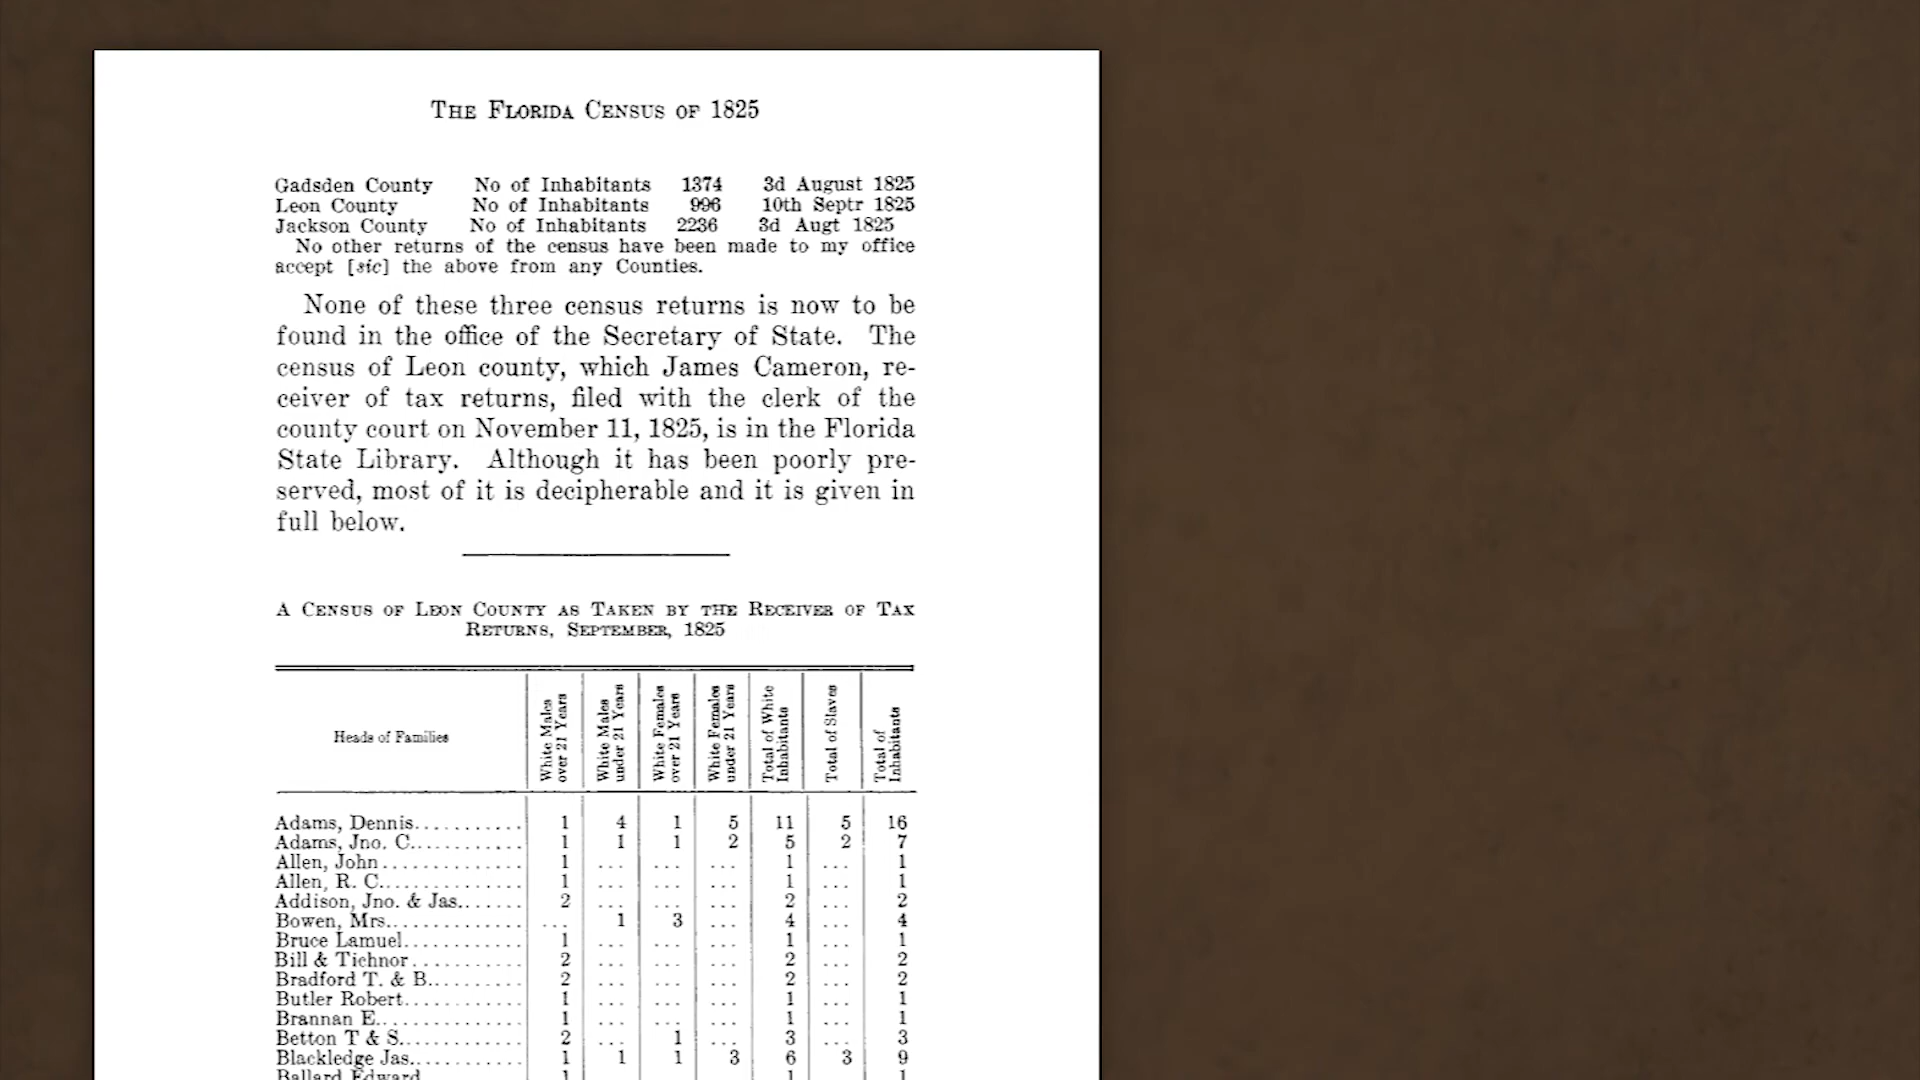 THE FLORIDA CENSUS OF 1825
Gadsden County No of Inhabitants 1374 3d August 1825
Leon County No of Inhabitants 996 10th Septr 1825
Jackson County No of Inhabitants 2236 3d Augt 1825
No other returns of the census have been made to my office
accept [sic] the above from any Counties.
None of these three census returns is now to be
found in the office of the Secretary of State. The
census of Leon county, which James Cameron, re-
ceiver of tax returns, filed with the clerk of the
county court on November 11, 1825, is in the Florida
State Library. Although it has been poorly pre-
served, most of it is decipherable and it is given in
full below.
A CENSUS OF LEON COUNTY AS TAKEN BY THE RECEIVER OF TAX
RETURNS, SEPTEMBER, 1825
Heads of Families
White Males
over 21 Years
White Males
under 21 Years
White Females
over 21 Years
White Females
under 21 Years
Total of White
Inhabitants
Total of Slaves
Total of
Inhabitants
Adams, Dennis............ 1 4 1 5 11 5 16
Adams, Jno. C............ 1 1 1 2 5 2 7
Allen, John.............. 1 ... ... ... 1 ... 1
Allen, R. C.............. 1 ... ... ... 1 ... 1
Addison, Jno. & Jas....... 2 ... ... ... 2 ... 2
Bowen, Mrs............... ... 1 3 ... 4 ... 4
Bruce Lamuel............. 1 ... ... ... 1 ... 1
Bill & Tichnor........... 2 ... ... ... 2 ... 2
Bradford T. & B.......... 2 ... ... ... 2 ... 2
Butler Robert............ 1 ... ... ... 1 ... 1
Brannan E................ 1 ... ... ... 1 ... 1
Betton T & S............. 2 ... 1 ... 3 ... 3
Blackledge Jas........... 1 1 1 3 6 3 9
Ballard Edward 1 1 1